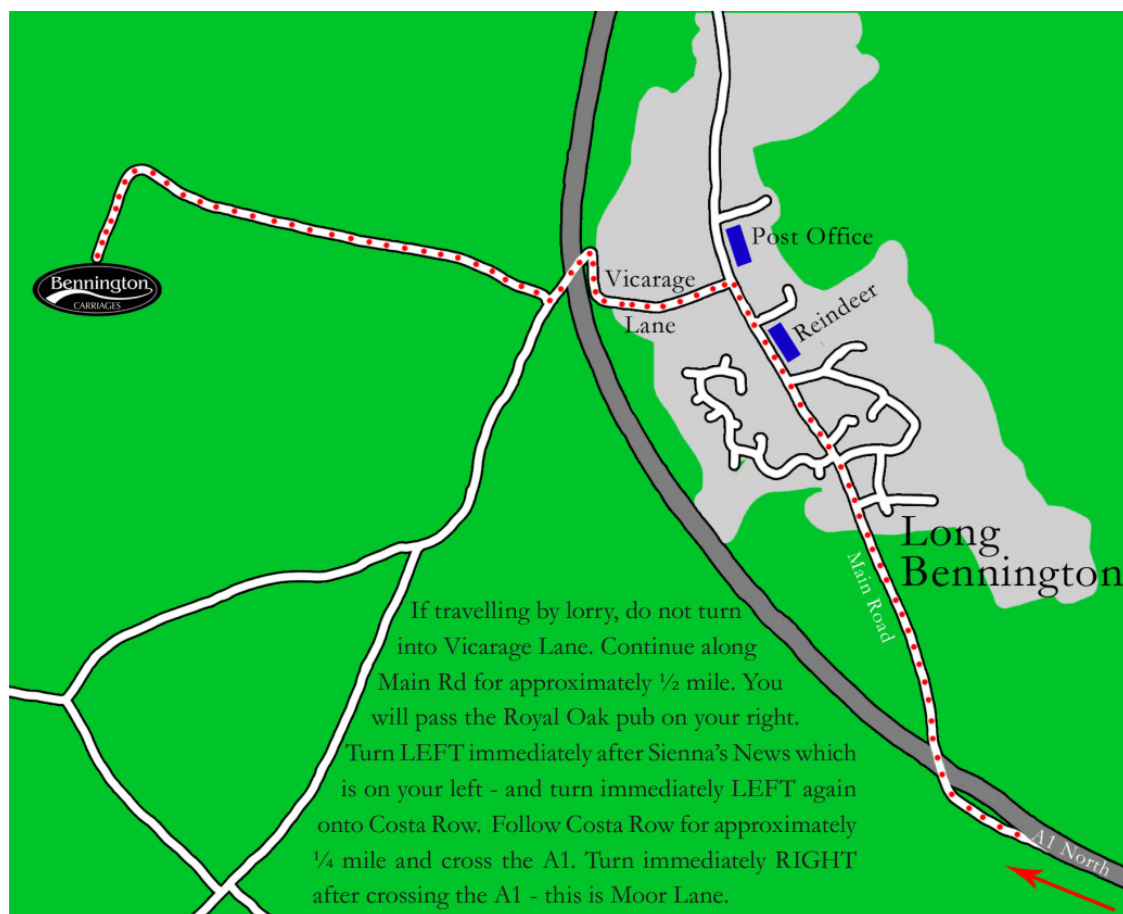 Post Office
Vicarage
Lane
Reindeer
Bennington
CARRIAGES
Long
Bennington
Main Road
If travelling by lorry, do not turn
into Vicarage Lane. Continue along
Main Rd for approximately ½ mile. You
will pass the Royal Oak pub on your right.
Turn LEFT immediately after Sienna's News which
is on your left - and turn immediately LEFT again
onto Costa Row. Follow Costa Row for approximately
¼ mile and cross the A1. Turn immediately RIGHT
after crossing the A1 - this is Moor Lane.
A1 North